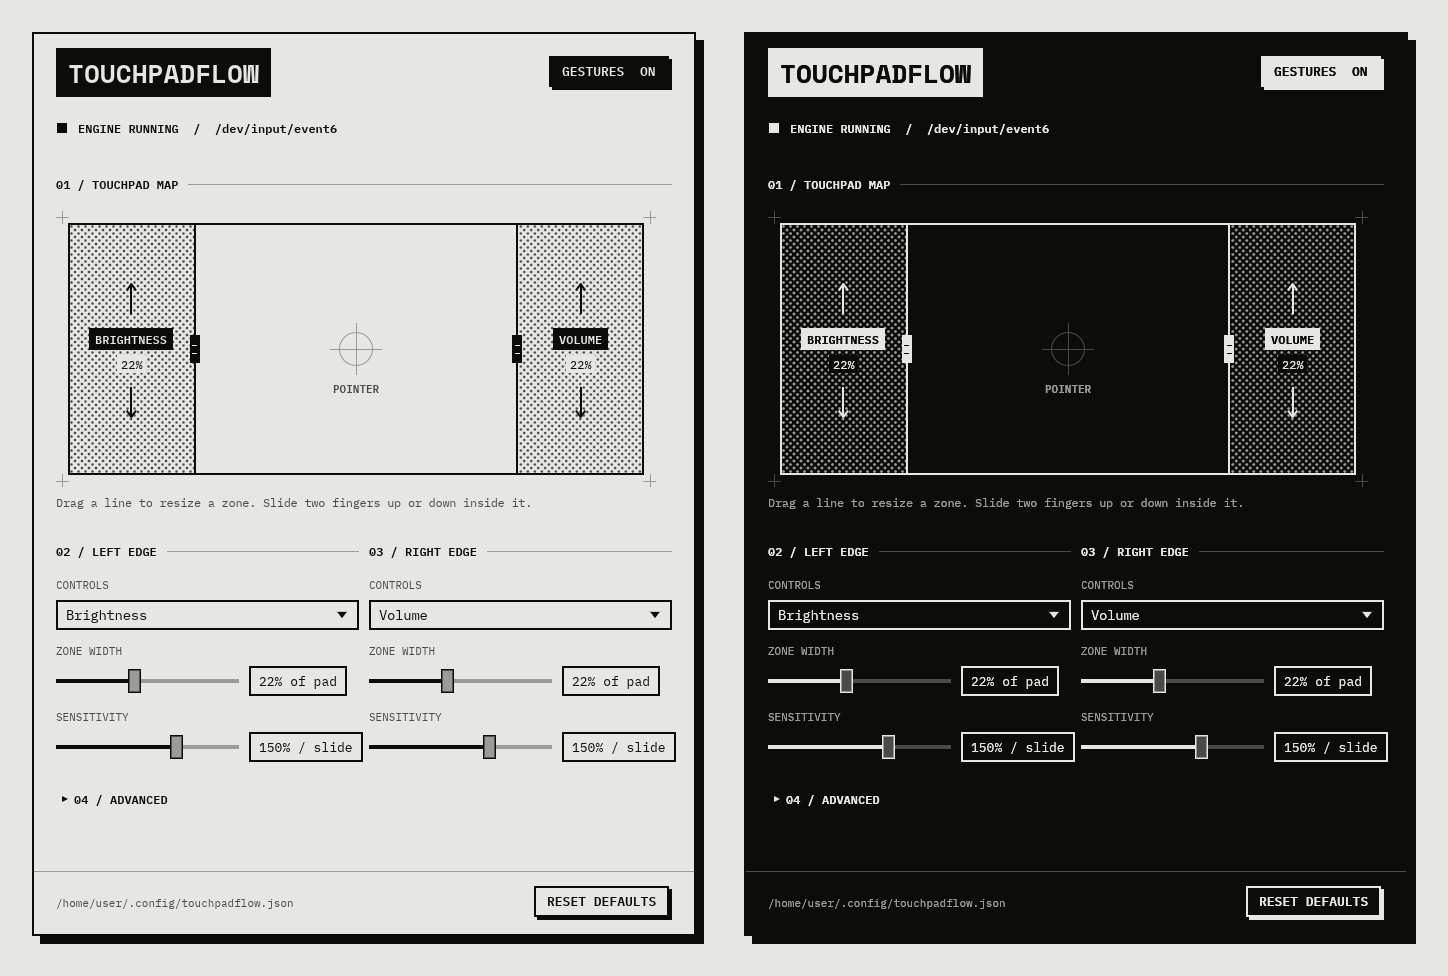 TOUCHPADFLOW
GESTURES ON
ENGINE RUNNING / /dev/input/event6
01 / TOUCHPAD MAP
BRIGHTNESS
22%
POINTER
VOLUME
22%
Drag a line to resize a zone. Slide two fingers up or down inside it.
02 / LEFT EDGE
CONTROLS
Brightness
ZONE WIDTH
22% of pad
SENSITIVITY
150% / slide
03 / RIGHT EDGE
CONTROLS
Volume
ZONE WIDTH
22% of pad
SENSITIVITY
150% / slide
04 / ADVANCED
/home/user/.config/touchpadflow.json
RESET DEFAULTS
TOUCHPADFLOW
GESTURES ON
ENGINE RUNNING / /dev/input/event6
01 / TOUCHPAD MAP
BRIGHTNESS
22%
POINTER
VOLUME
22%
Drag a line to resize a zone. Slide two fingers up or down inside it.
02 / LEFT EDGE
CONTROLS
Brightness
ZONE WIDTH
22% of pad
SENSITIVITY
150% / slide
03 / RIGHT EDGE
CONTROLS
Volume
ZONE WIDTH
22% of pad
SENSITIVITY
150% / slide
04 / ADVANCED
/home/user/.config/touchpadflow.json
RESET DEFAULTS